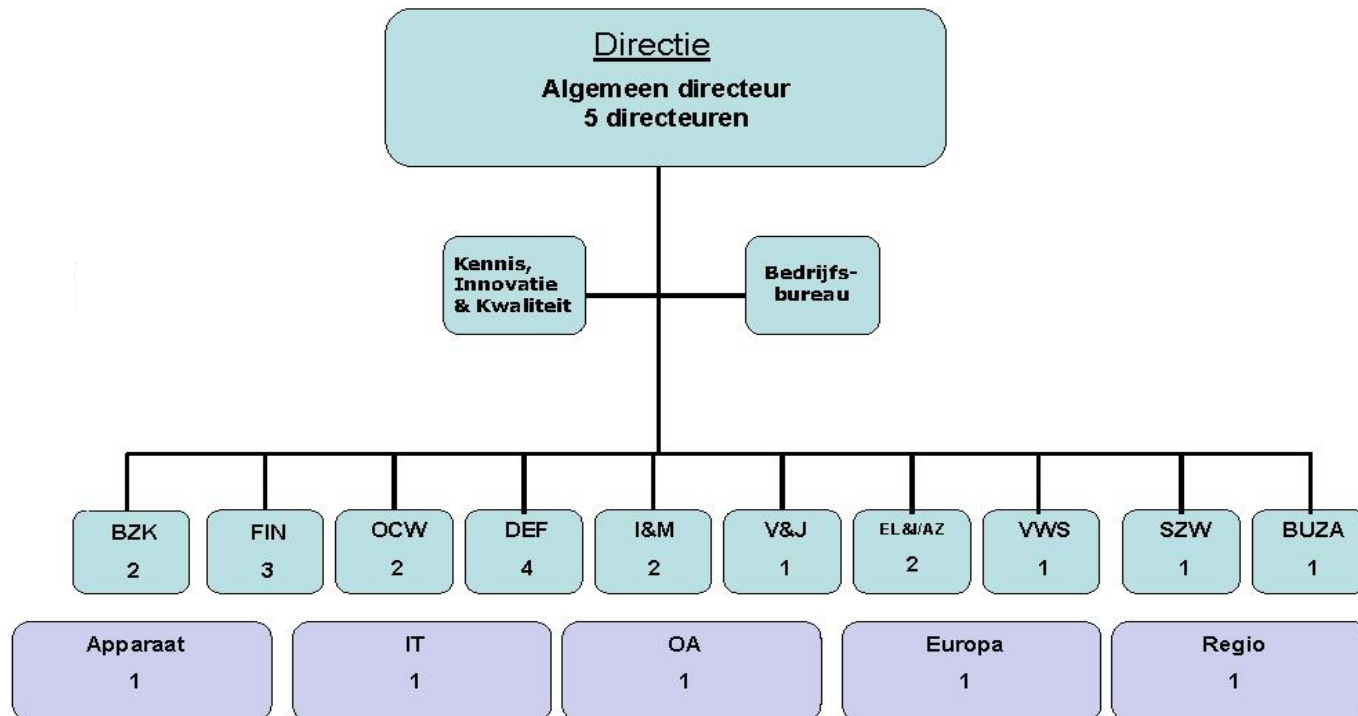 Directie
Algemeen directeur
5 directeuren
Kennis,
Innovatie
& Kwaliteit
Bedrijfs-
bureau
BZK
2
FIN
3
OCW
2
DEF
4
I&M
2
V&J
1
EL&I/AZ
2
VWS
1
SZW
1
BUZA
1
Apparaat
1
IT
1
OA
1
Europa
1
Regio
1